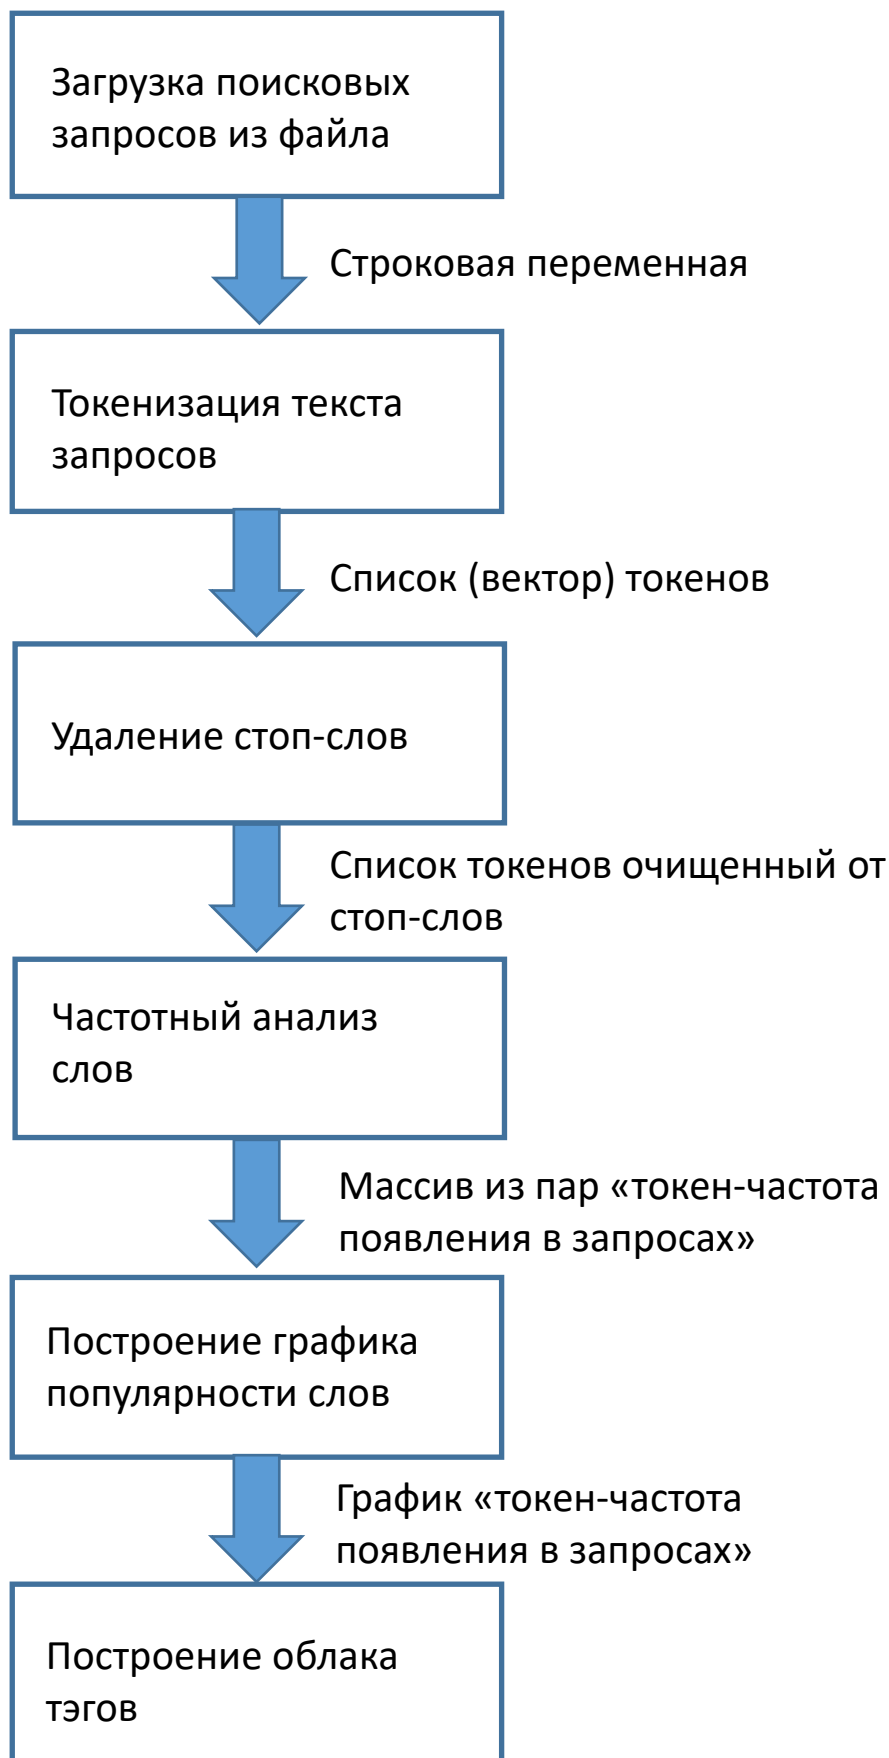 Загрузка поисковых
запросов из файла
Строковая переменная
Токенизация текста
запросов
Список (вектор) токенов
Удаление стоп-слов
Список токенов очищенный от
стоп-слов
Частотный анализ
слов
Массив из пар «токен-частота
появления в запросах»
Построение графика
популярности слов
График «токен-частота
появления в запросах»
Построение облака
тэгов